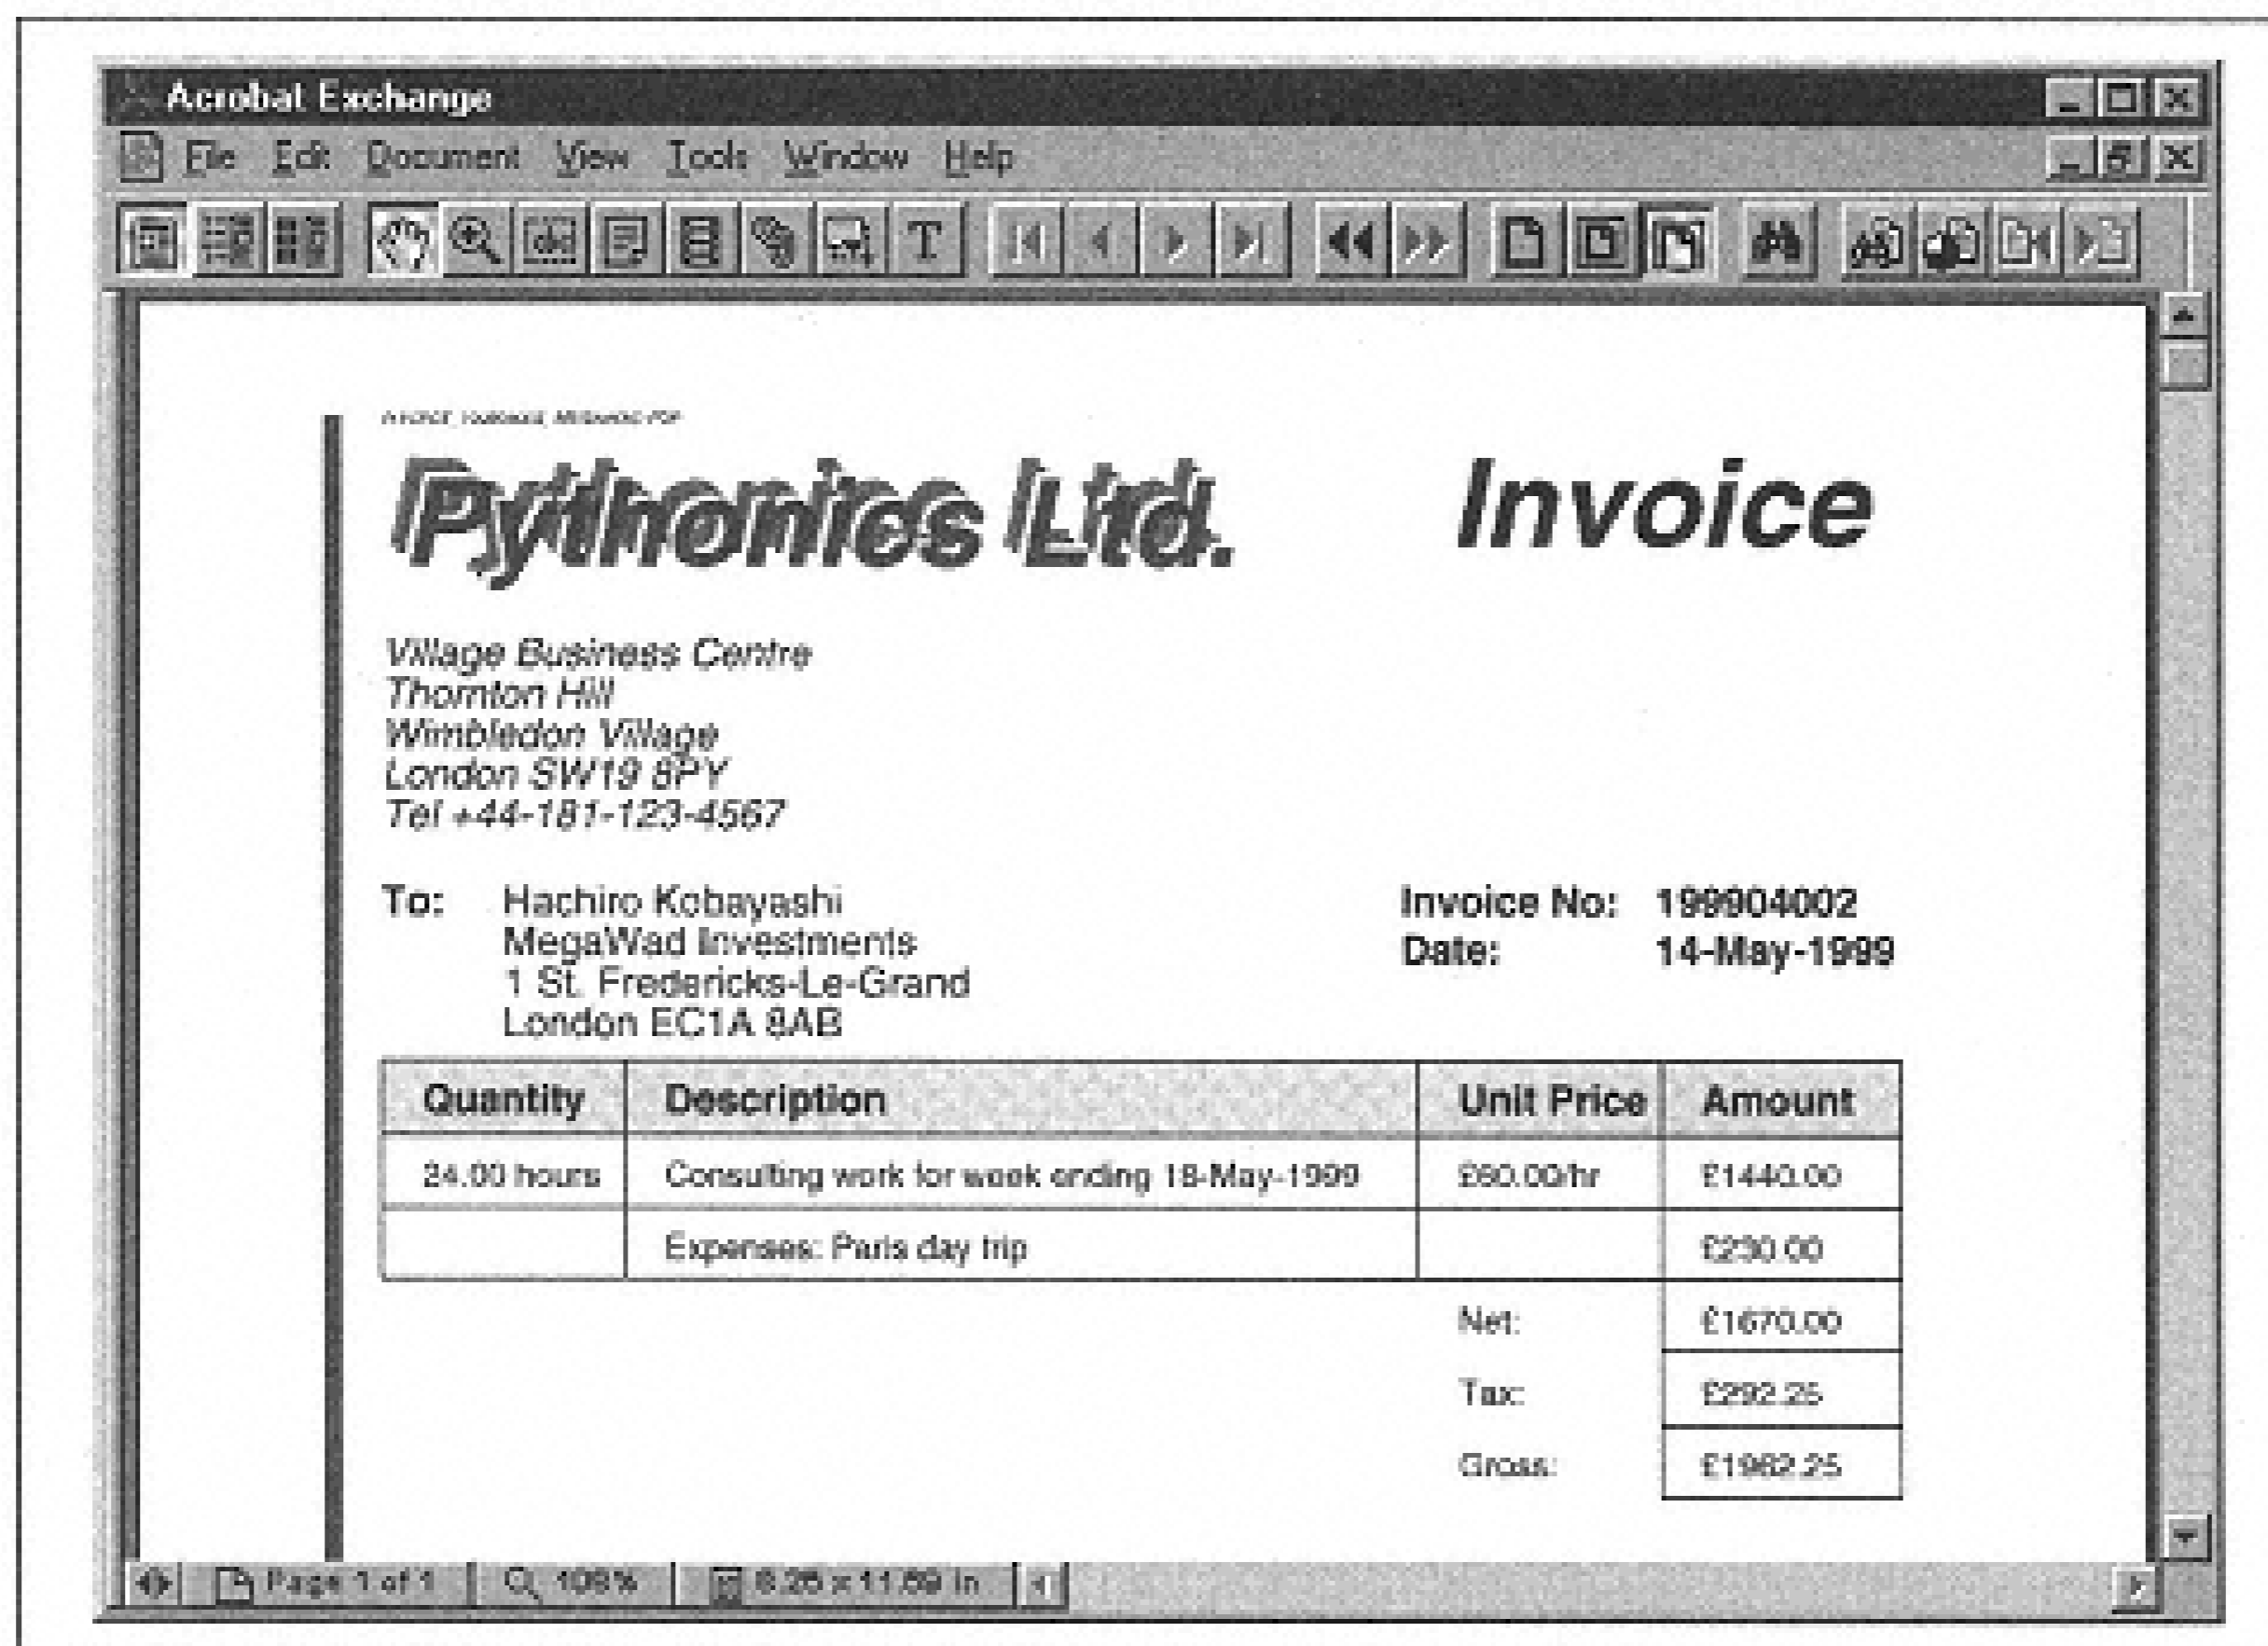 Acrobat Exchange
File Edit Document View Tools Window Help
Pythonics Ltd.
Invoice
Village Business Centre
Thornton Hill
Wimbledon Village
London SW19 8PY
Tel +44-181-123-4567
To: Hachiro Kobayashi
MegaWad Investments
1 St. Fredericks-Le-Grand
London EC1A 8AB
Invoice No: 199904002
Date: 14-May-1999
Quantity Description Unit Price Amount
24.00 hours Consulting work for week ending 18-May-1999 £60.00/hr £1440.00
Expenses: Paris day trip £230.00
Net: £1670.00
Tax: £292.25
Gross: £1962.25
Page 1 of 1 8.26 x 11.69 in